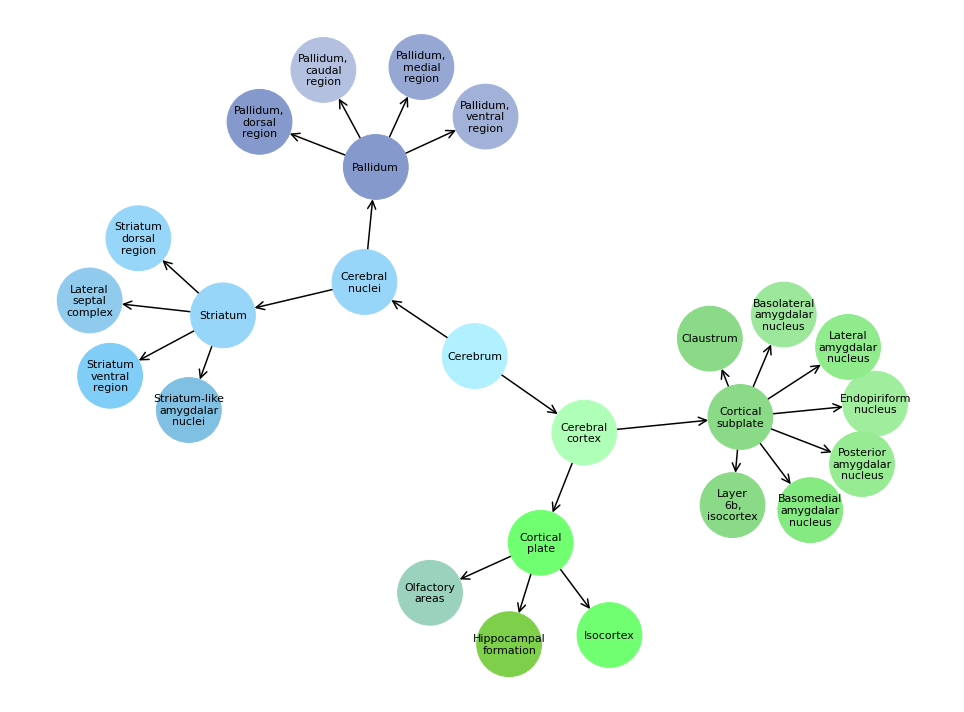 Pallidum,
caudal
region
Pallidum,
medial
region
Pallidum,
dorsal
region
Pallidum,
ventral
region
Pallidum
Striatum
dorsal
region
Lateral
septal
complex
Striatum
Striatum
ventral
region
Striatum-like
amygdalar
nuclei
Cerebral
nuclei
Cerebrum
Cerebral
cortex
Claustrum
Basolateral
amygdalar
nucleus
Lateral
amygdalar
nucleus
Endopiriform
nucleus
Cortical
subplate
Posterior
amygdalar
nucleus
Layer
6b,
isocortex
Basomedial
amygdalar
nucleus
Cortical
plate
Olfactory
areas
Hippocampal
formation
Isocortex